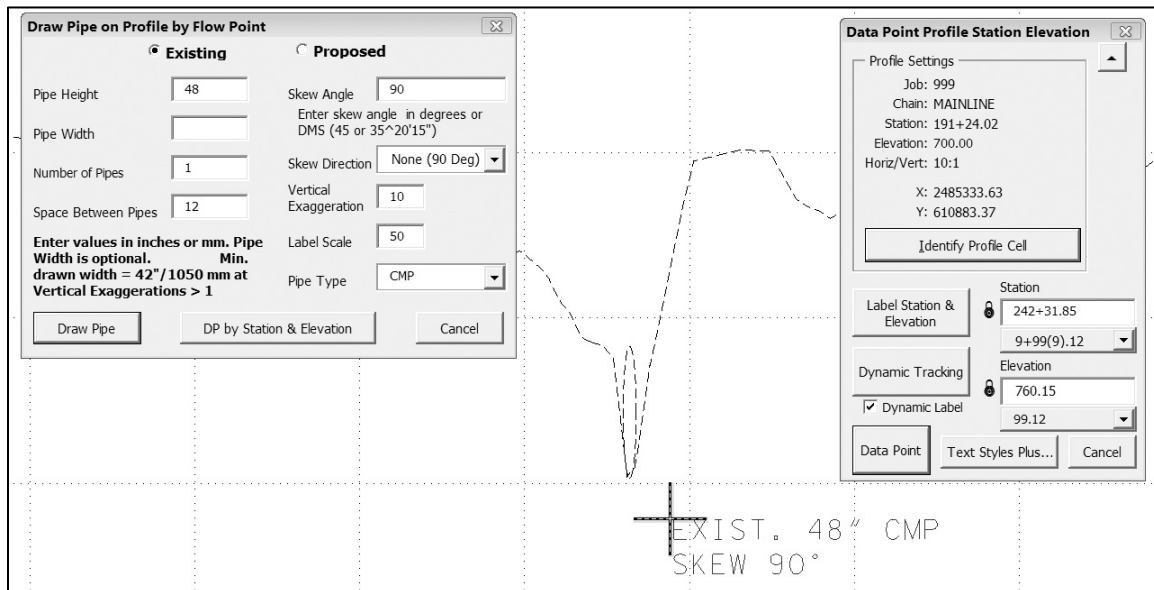 Draw Pipe on Profile by Flow Point
Existing
Proposed
Pipe Height
48
Skew Angle
90
Enter skew angle in degrees or
DMS (45 or 35^20'15")
Pipe Width
Skew Direction
None (90 Deg)
Number of Pipes
1
Vertical
Exaggeration
10
Space Between Pipes
12
Label Scale
50
Enter values in inches or mm. Pipe
Width is optional. Min.
drawn width = 42"/1050 mm at
Vertical Exaggerations > 1
Pipe Type
CMP
Draw Pipe
DP by Station & Elevation
Cancel
Data Point Profile Station Elevation
Profile Settings
Job: 999
Chain: MAINLINE
Station: 191+24.02
Elevation: 700.00
Horiz/Vert: 10:1
X: 2485333.63
Y: 610883.37
Identify Profile Cell
Label Station &
Elevation
Station
242+31.85
9+99(9).12
Dynamic Tracking
Elevation
760.15
Dynamic Label
99.12
Data Point
Text Styles Plus...
Cancel
EXIST. 48" CMP
SKEW 90°